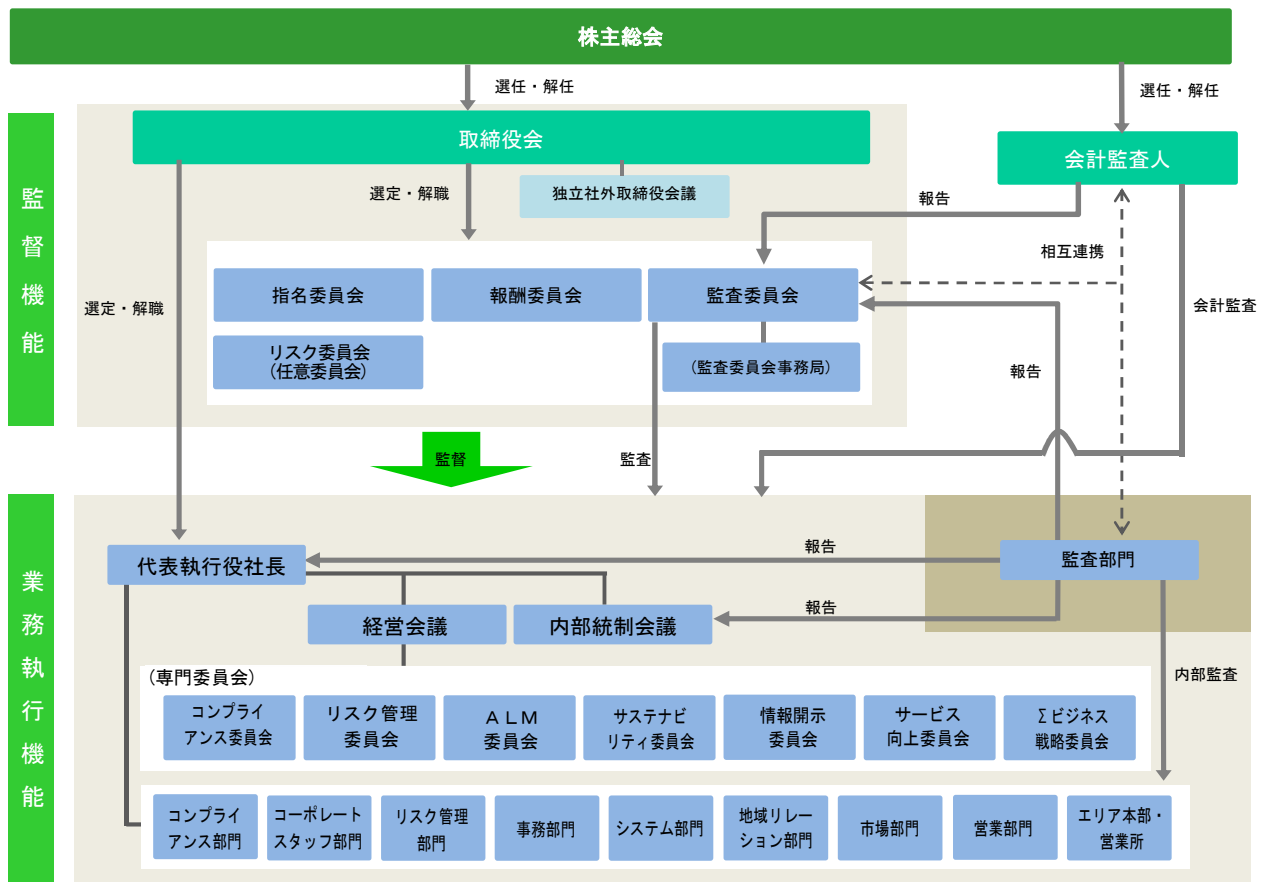 株主総会
選任・解任
選任・解任
監督機能
取締役会
会計監査人
選定・解職
独立社外取締役会議
報告
相互連携
指名委員会
報酬委員会
監査委員会
選定・解職
会計監査
リスク委員会
(任意委員会)
(監査委員会事務局)
報告
監督
監査
業務執行機能
代表執行役社長
報告
監査部門
経営会議
内部統制会議
報告
(専門委員会)
内部監査
コンプライ
アンス委員会
リスク管理
委員会
ＡＬＭ
委員会
サステナビ
リティ委員会
情報開示
委員会
サービス
向上委員会
Σビジネス
戦略委員会
コンプライ
アンス部門
コーポレート
スタッフ部門
リスク管理
部門
事務部門
システム部門
地域リレー
ション部門
市場部門
営業部門
エリア本部・
営業所